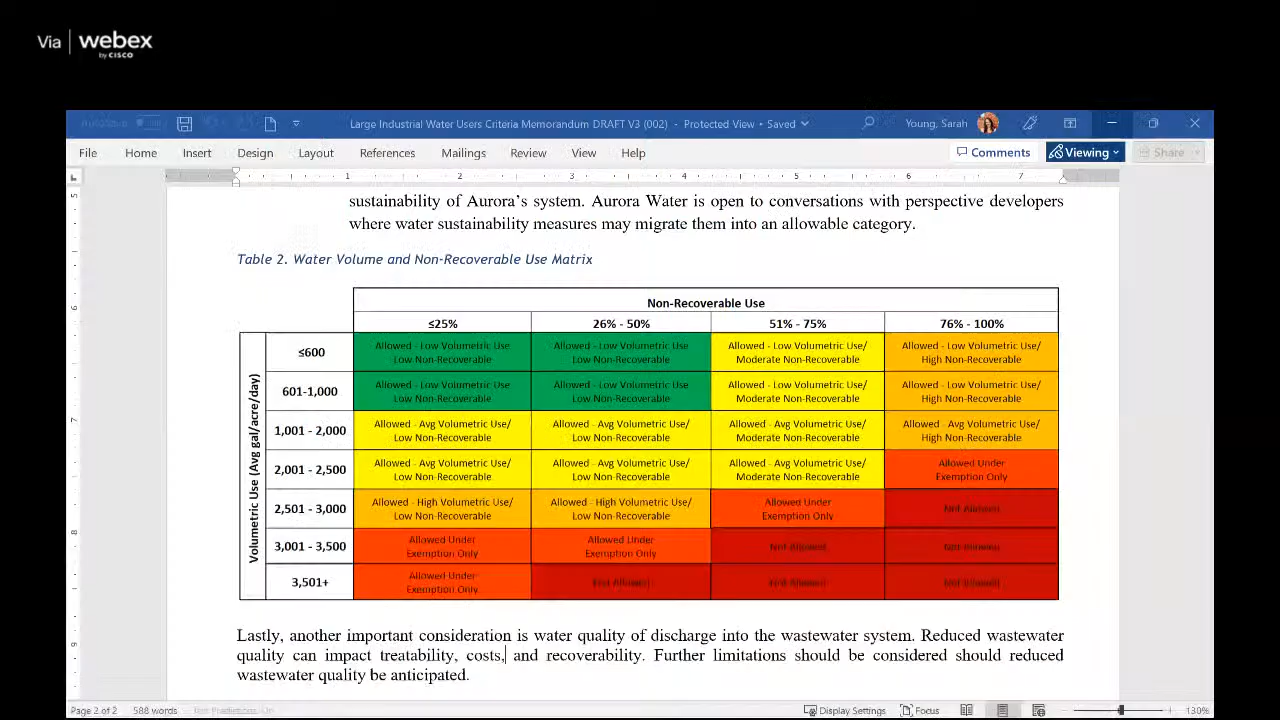 Via webex
by CISCO
AutoSave
Large Industrial Water Users Criteria Memorandum DRAFT V3 (002) - Protected View • Saved
Young, Sarah
File Home Insert Design Layout References Mailings Review View Help
Comments Viewing Share
1 2 3 4 5 6 7
sustainability of Aurora's system. Aurora Water is open to conversations with perspective developers
where water sustainability measures may migrate them into an allowable category.
Table 2. Water Volume and Non-Recoverable Use Matrix
Non-Recoverable Use
≤25% 26% - 50% 51% - 75% 76% - 100%
Volumetric Use (Avg gal/acre/day)
≤600
Allowed - Low Volumetric Use Allowed - Low Volumetric Use Allowed - Low Volumetric Use/ Allowed - Low Volumetric Use/
Low Non-Recoverable Low Non-Recoverable Moderate Non-Recoverable High Non-Recoverable
601-1,000
Allowed - Low Volumetric Use Allowed - Low Volumetric Use Allowed - Low Volumetric Use/ Allowed - Low Volumetric Use/
Low Non-Recoverable Low Non-Recoverable Moderate Non-Recoverable High Non-Recoverable
1,001 - 2,000
Allowed - Avg Volumetric Use/ Allowed - Avg Volumetric Use/ Allowed - Avg Volumetric Use/ Allowed - Avg Volumetric Use/
Low Non-Recoverable Low Non-Recoverable Moderate Non-Recoverable High Non-Recoverable
2,001 - 2,500
Allowed - Avg Volumetric Use/ Allowed - Avg Volumetric Use/ Allowed - Avg Volumetric Use/ Allowed Under
Low Non-Recoverable Low Non-Recoverable Moderate Non-Recoverable Exemption Only
2,501 - 3,000
Allowed - High Volumetric Use/ Allowed - High Volumetric Use/ Allowed Under Not Allowed
Low Non-Recoverable Low Non-Recoverable Exemption Only
3,001 - 3,500
Allowed Under Allowed Under Not Allowed Not Allowed
Exemption Only Exemption Only
3,501+
Allowed Under Not Allowed Not Allowed Not Allowed
Exemption Only
Lastly, another important consideration is water quality of discharge into the wastewater system. Reduced wastewater
quality can impact treatability, costs, and recoverability. Further limitations should be considered should reduced
wastewater quality be anticipated.
Page 2 of 2 588 words Text Predictions: On Display Settings Focus 130%